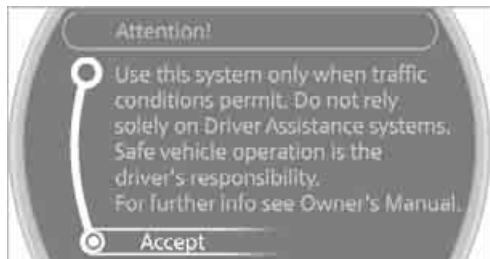 Attention!
Use this system only when traffic
conditions permit. Do not rely
solely on Driver Assistance systems.
Safe vehicle operation is the
driver's responsibility.
For further info see Owner's Manual.
Accept